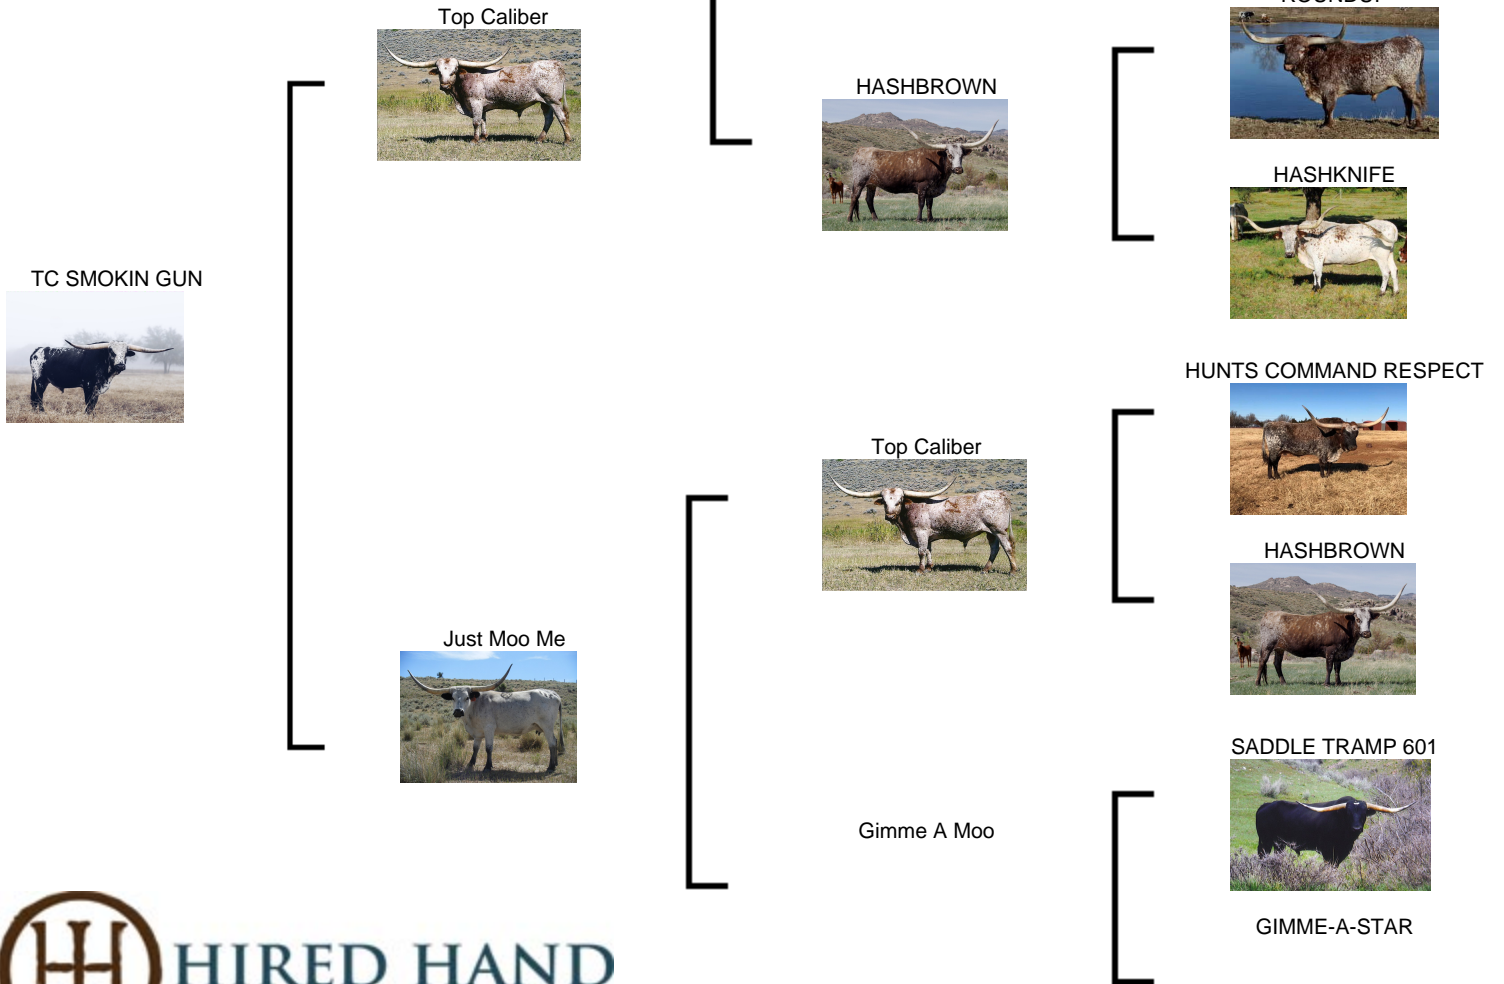 Top Caliber
HASHBROWN
HASHKNIFE
TC SMOKIN GUN
HUNTS COMMAND RESPECT
Top Caliber
HASHBROWN
Just Moo Me
SADDLE TRAMP 601
Gimme A Moo
GIMME-A-STAR
HIRED HAND